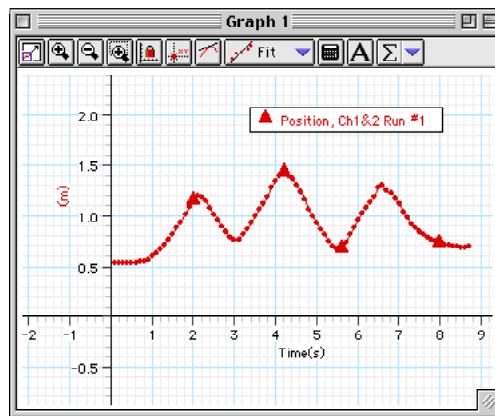 Graph 1
Fit
A
Σ
Position, Ch1&2 Run #1
2.0
1.5
(m)
1.0
0.5
-2 -1 1 2 3 4 5 6 7 8 9
Time(s)
-0.5